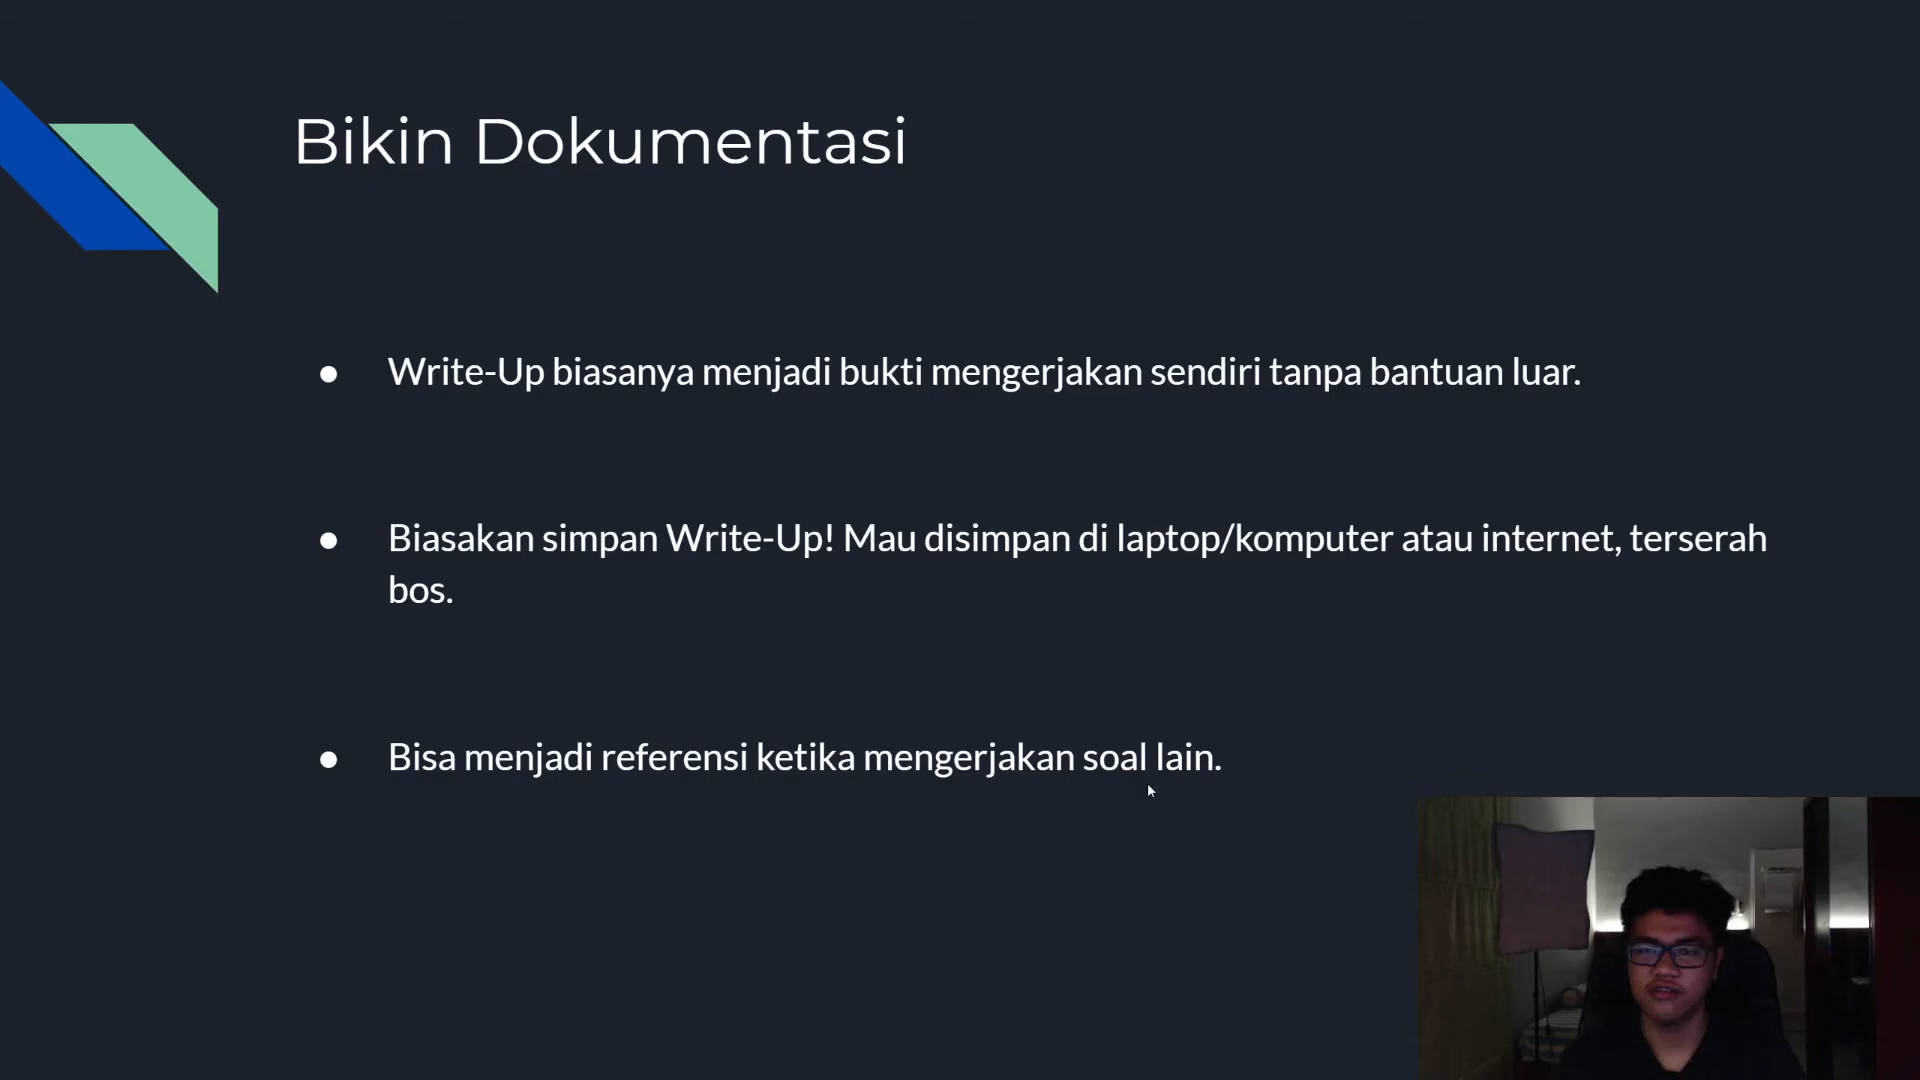 Bikin Dokumentasi
Write-Up biasanya menjadi bukti mengerjakan sendiri tanpa bantuan luar.
Biasakan simpan Write-Up! Mau disimpan di laptop/komputer atau internet, terserah
bos.
Bisa menjadi referensi ketika mengerjakan soal lain.